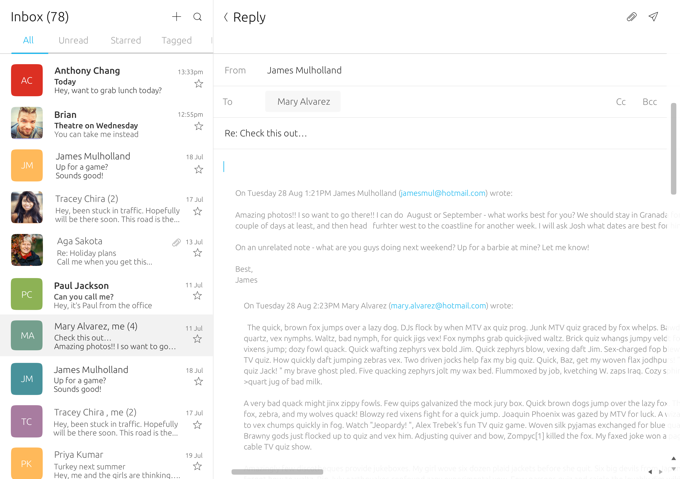 Inbox (78)
All Unread Starred Tagged
AC
Anthony Chang 13:33pm
Today
Hey, want to grab lunch today?
Brian 12:55pm
Theatre on Wednesday
You can take me instead
JM
James Mulholland 18 Jul
Up for a game?
Sounds good!
Tracey Chira (2) 17 Jul
Hey, been stuck in traffic. Hopefully
will be there soon. This road is the...
Aga Sakota 13 Jul
Re: Holiday plans
Call me when you get this...
PC
Paul Jackson 11 Jul
Can you call me?
Hey, it's Paul from the office
MA
Mary Alvarez, me (4) 11 Jul
Check this out...
Amazing photos!! I so want to go...
JM
James Mulholland 18 Jul
Up for a game?
Sounds good!
TC
Tracey Chira , me (2) 17 Jul
Hey, been stuck in traffic. Hopefully
will be there soon. This road is the...
PK
Priya Kumar 19 Jul
Turkey next summer
Hey, me and the girls are thinking....
Reply
From James Mulholland
To Mary Alvarez Cc Bcc
Re: Check this out...
On Tuesday 28 Aug 1:21PM James Mulholland (jamesmul@hotmail.com) wrote:
Amazing photos!! I so want to go there!! I can do August or September - what works best for you? We should stay in Granada
couple of days at least, and then head furhter west to the coastline for another week. I will ask Josh what dates are best for
On an unrelated note - what are you guys doing next weekend? Up for a barbie at mine? Let me know!
Best,
James
On Tuesday 28 Aug 2:23PM Mary Alvarez (mary.alvarez@hotmail.com) wrote:
The quick, brown fox jumps over a lazy dog. DJs flock by when MTV ax quiz prog. Junk MTV quiz graced by fox whelps.
quartz, vex nymphs. Waltz, bad nymph, for quick jigs vex! Fox nymphs grab quick-jived waltz. Brick quiz whangs jumpy
vixens jump; dozy fowl quack. Quick wafting zephyrs vex bold Jim. Quick zephyrs blow, vexing daft Jim. Sex-charged fop
TV quiz. How quickly daft jumping zebras vex. Two driven jocks help fax my big quiz. Quick, Baz, get my woven flax jodhpu
quiz Jack! " my brave ghost pled. Five quacking zephyrs jolt my wax bed. Flummoxed by job, kvetching W. zaps Iraq. Cozy
>quart jug of bad milk.
A very bad quack might jinx zippy fowls. Few quips galvanized the mock jury box. Quick brown dogs jump over the lazy
fox, zebra, and my wolves quack! Blowzy red vixens fight for a quick jump. Joaquin Phoenix was gazed by MTV for luck. A
to vex chumps quickly in fog. Watch "Jeopardy! ", Alex Trebek's fun TV quiz game. Woven silk pyjamas exchanged for blue
Brawny gods just flocked up to quiz and vex him. Adjusting quiver and bow, Zompyc[1] killed the fox. My faxed joke won a
cable TV quiz show.